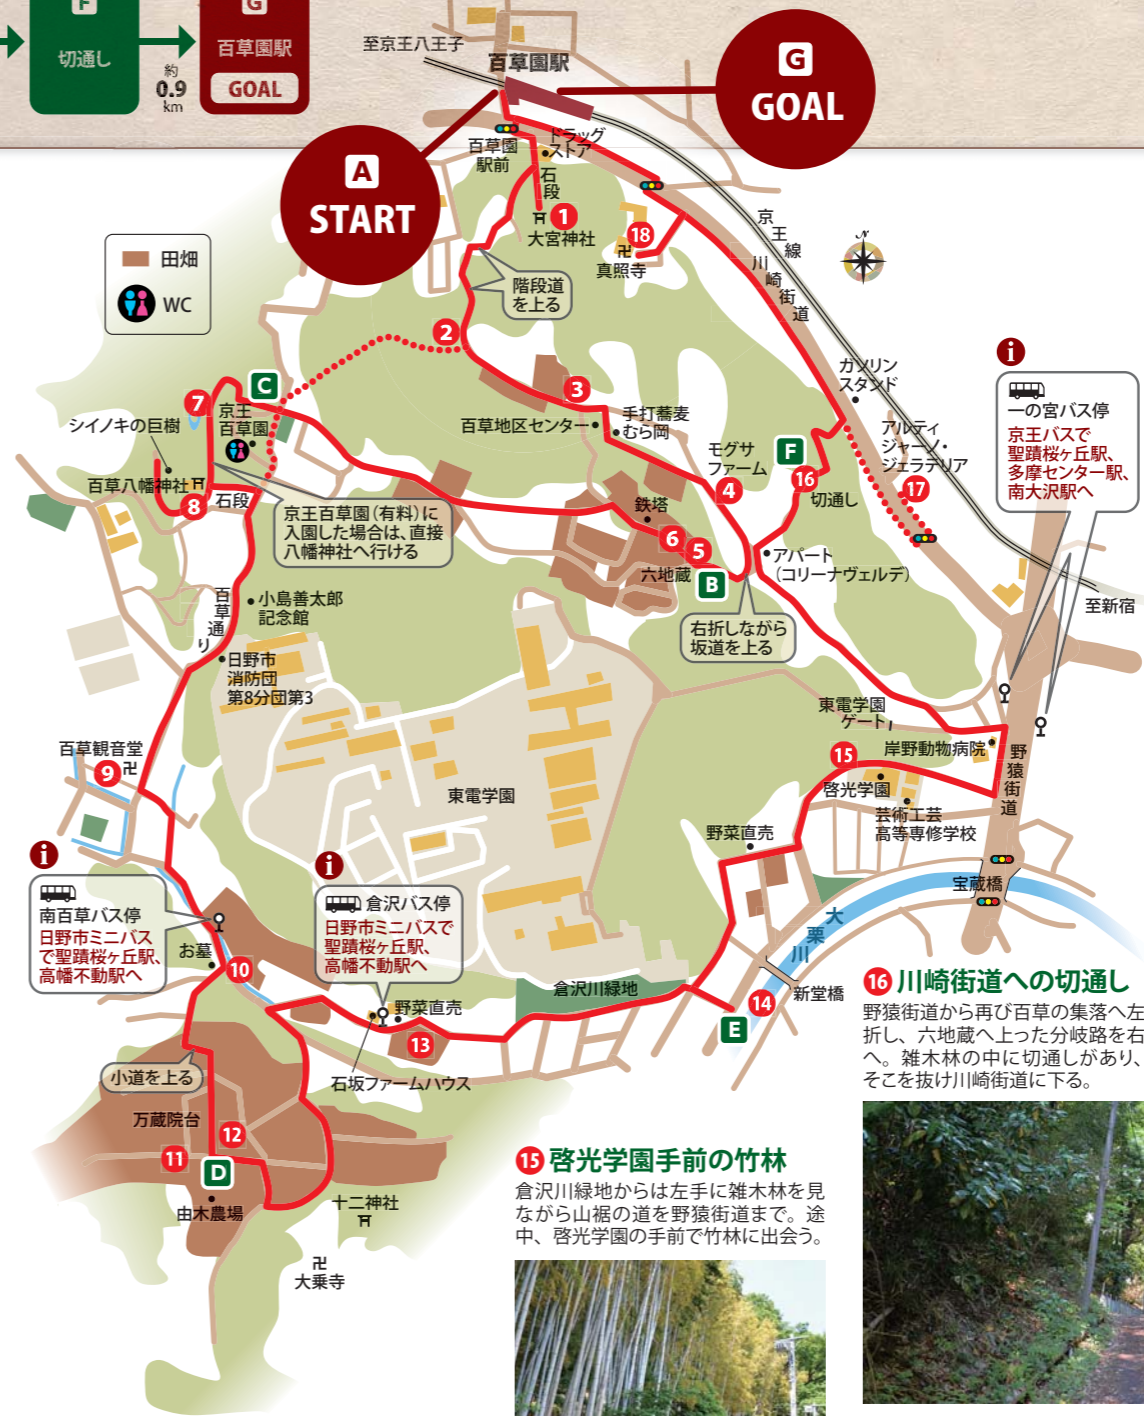 F
切通し
約
0.9
km
G
百草園駅
GOAL
至京王八王子
百草園駅
G
GOAL
A
START
百草園
駅前
ドラッグ
ストア
石段
1
大宮神社
18
真照寺
京王線
川崎街道
N
田畑
WC
階段道
を上る
2
3
百草地区センター
手打蕎麦
むら岡
モグサ
ファーム
4
ガソリン
スタンド
アルティ
ジャーノ・
ジェラテリア
17
F
16
切通し
i
一の宮バス停
京王バスで
聖蹟桜ヶ丘駅、
多摩センター駅、
南大沢駅へ
7
C
京王
百草園
シイノキの巨樹
百草八幡神社
8
石段
京王百草園（有料）に
入園した場合は、直接
八幡神社へ行ける
鉄塔
6
5
六地蔵
B
アパート
（コリーナヴェルデ）
右折しながら
坂道を上る
至新宿
百草通り
小島善太郎
記念館
日野市
消防団
第8分団第3
東電学園
ゲート
岸野動物病院
野猿街道
15
啓光学園
芸術工芸
高等専修学校
百草観音堂
9
東電学園
野菜直売
宝蔵橋
大栗川
i
南百草バス停
日野市ミニバス
で聖蹟桜ヶ丘駅、
高幡不動駅へ
i
倉沢バス停
日野市ミニバスで
聖蹟桜ヶ丘駅、
高幡不動駅へ
お墓
10
野菜直売
13
石坂ファームハウス
倉沢川緑地
14
新堂橋
E
小道を上る
万蔵院台
12
11
D
由木農場
十二神社
大乗寺
15 啓光学園手前の竹林
倉沢川緑地からは左手に雑木林を見
ながら山裾の道を野猿街道まで。途
中、啓光学園の手前で竹林に出会う。
16 川崎街道への切通し
野猿街道から再び百草の集落へ左
折し、六地蔵へ上った分岐路を右
へ。雑木林の中に切通しがあり、
そこを抜け川崎街道に下る。